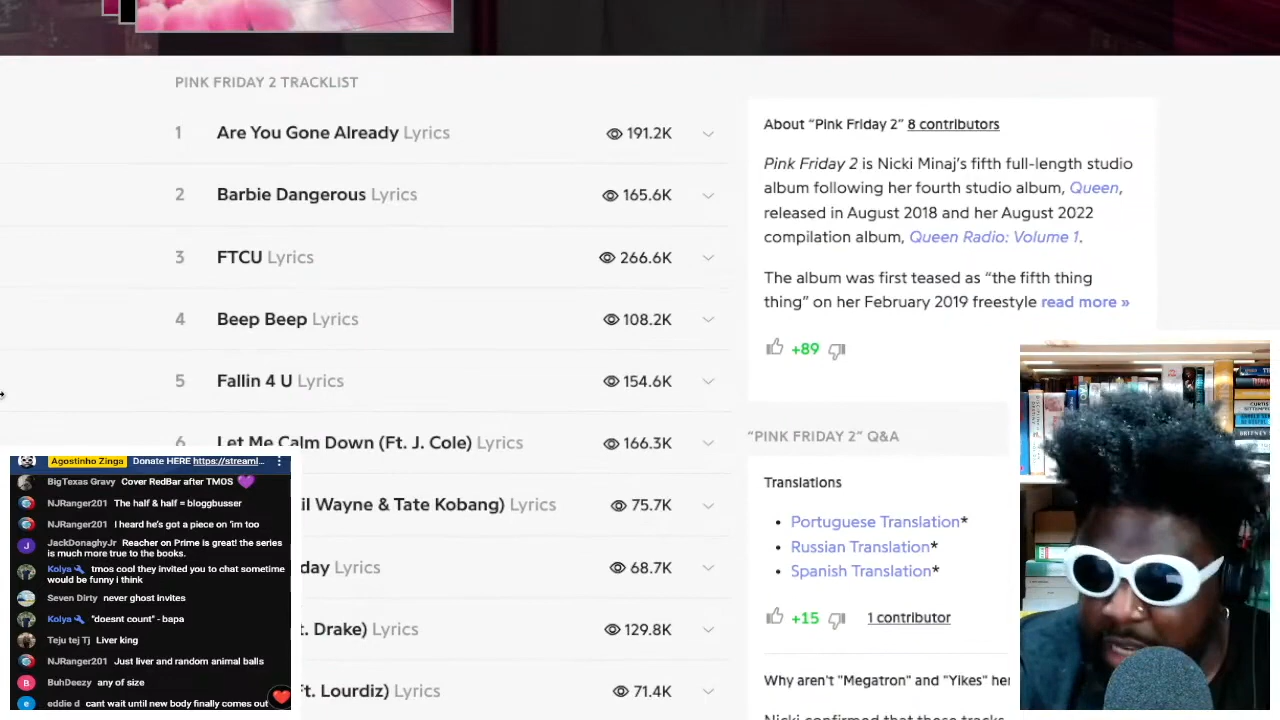 PINK FRIDAY 2 TRACKLIST
1 Are You Gone Already Lyrics 191.2K
2 Barbie Dangerous Lyrics 165.6K
3 FTCU Lyrics 266.6K
4 Beep Beep Lyrics 108.2K
5 Fallin 4 U Lyrics 154.6K
6 Let Me Calm Down (Ft. J. Cole) Lyrics 166.3K
il Wayne & Tate Kobang) Lyrics 75.7K
day Lyrics 68.7K
t. Drake) Lyrics 129.8K
Ft. Lourdiz) Lyrics 71.4K
About “Pink Friday 2” 8 contributors
Pink Friday 2 is Nicki Minaj’s fifth full-length studio
album following her fourth studio album, Queen,
released in August 2018 and her August 2022
compilation album, Queen Radio: Volume 1.
The album was first teased as “the fifth thing
thing” on her February 2019 freestyle read more »
+89
“PINK FRIDAY 2” Q&A
Translations
• Portuguese Translation*
• Russian Translation*
• Spanish Translation*
+15 1 contributor
Why aren't "Megatron" and "Yikes" her
Nicki confirmed that these tracks
Agostinho Zinga Donate HERE https://streaml...
BigTexas Gravy Cover RedBar after TMOS
NJRanger201 The half & half = bloggbusser
NJRanger201 I heard he's got a piece on 'im too
JackDonaghyJr Reacher on Prime is great! the series
is much more true to the books.
Kolya tmos cool they invited you to chat sometime
would be funny i think
Seven Dirty never ghost invites
Kolya "doesnt count" - bapa
Teju tej Tj Liver king
NJRanger201 Just liver and random animal balls
BuhDeezy any of size
eddie d cant wait until new body finally comes out